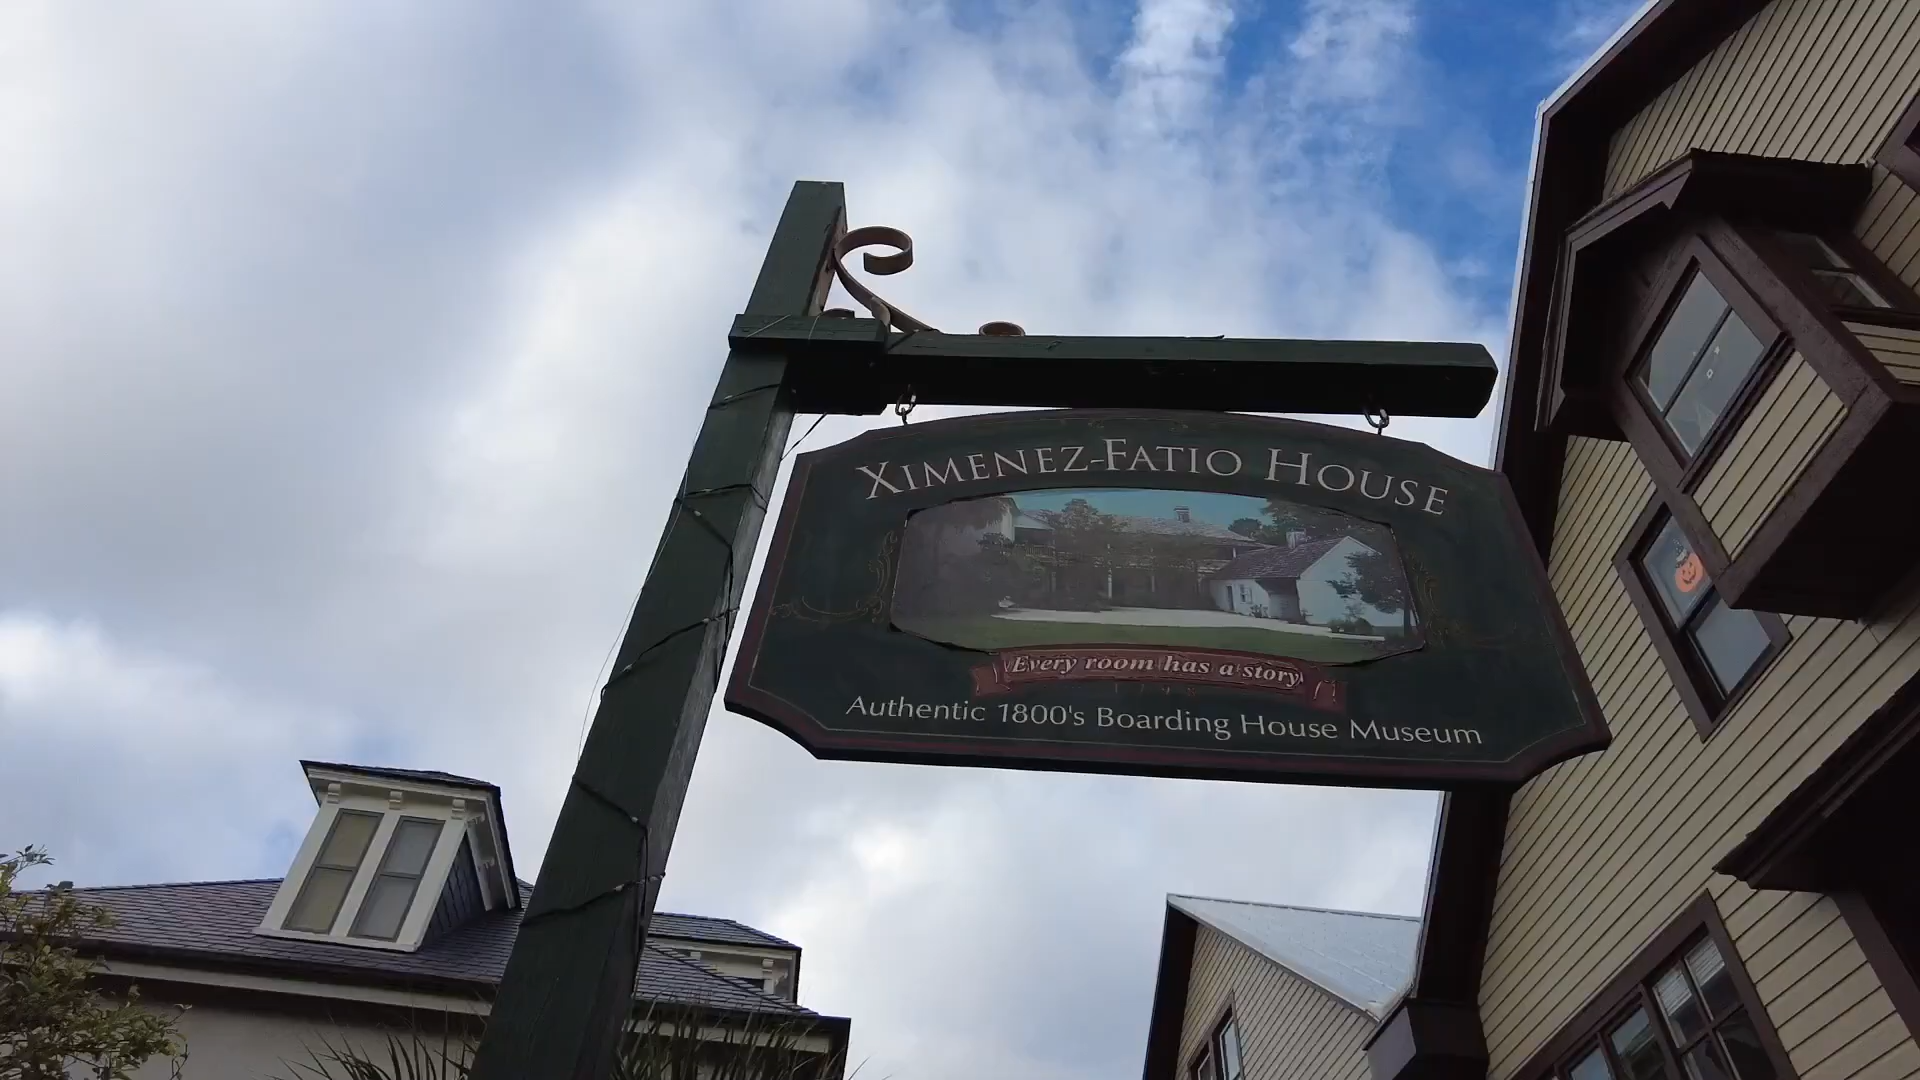 XIMENEZ-FATIO HOUSE
Every room has a story
Authentic 1800's Boarding House Museum